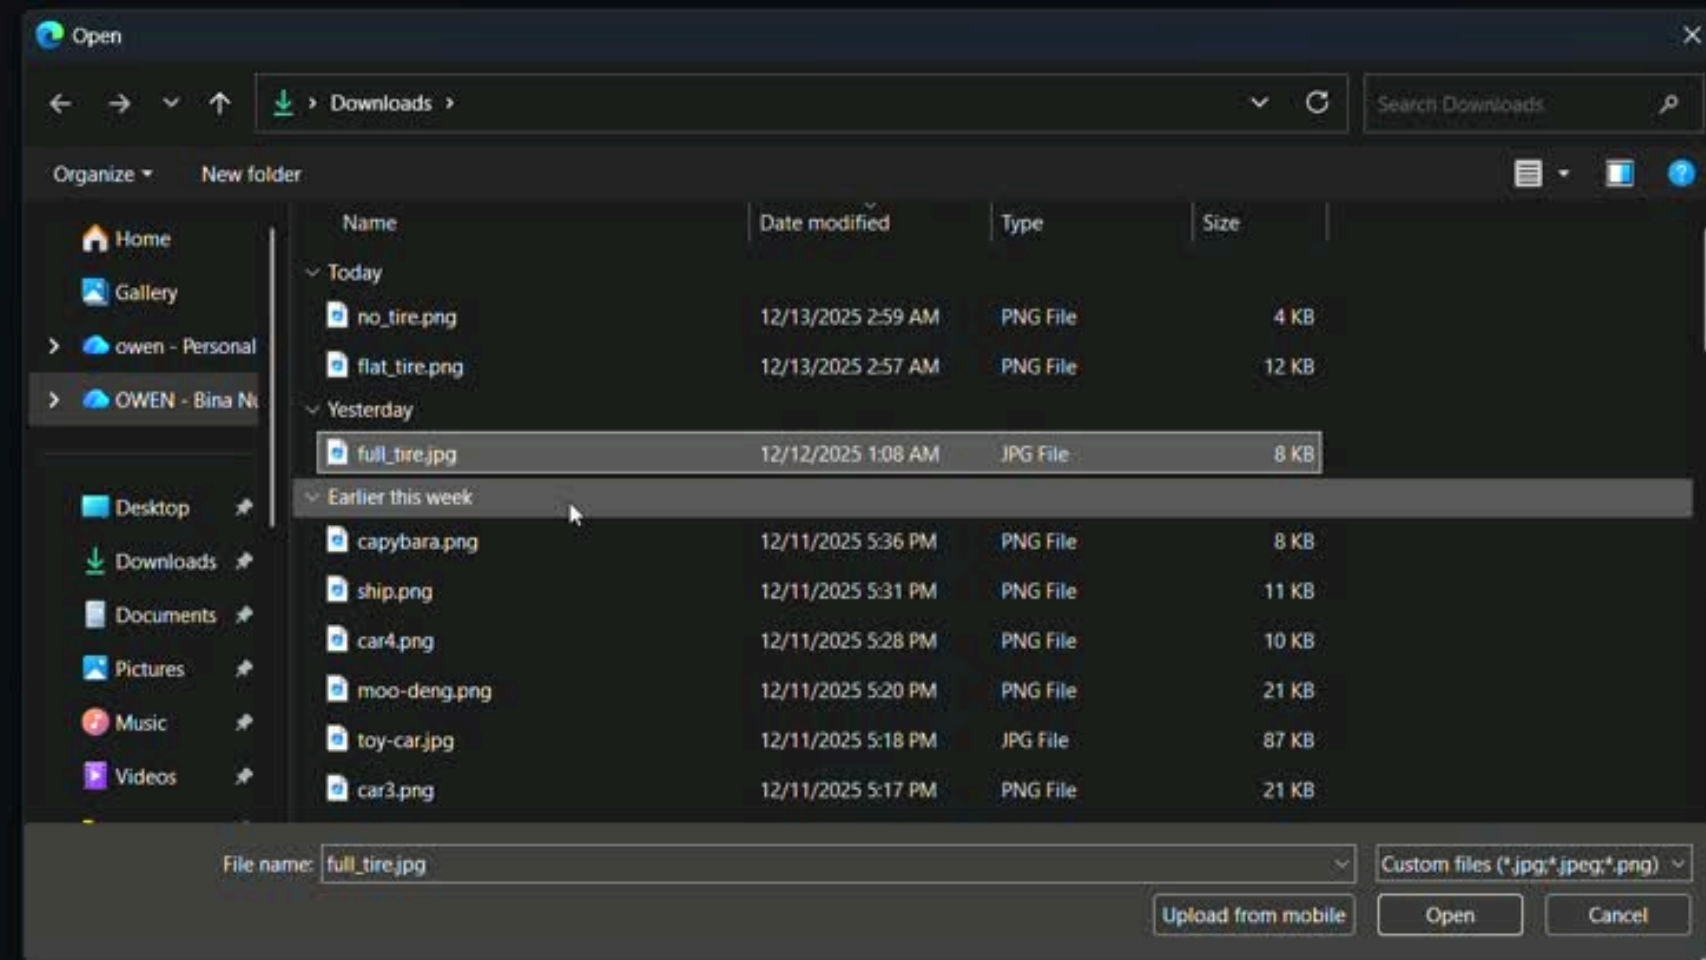 Open
Downloads
Search Downloads
Organize
New folder
Name Date modified Type Size
Home
Gallery
owen - Personal
OWEN - Bina
Desktop
Downloads
Documents
Pictures
Music
Videos
Today
no_tire.png 12/13/2025 2:59 AM PNG File 4 KB
flat_tire.png 12/13/2025 2:57 AM PNG File 12 KB
Yesterday
full_tire.jpg 12/12/2025 1:08 AM JPG File 8 KB
Earlier this week
capybara.png 12/11/2025 5:36 PM PNG File 8 KB
ship.png 12/11/2025 5:31 PM PNG File 11 KB
car4.png 12/11/2025 5:28 PM PNG File 10 KB
moo-deng.png 12/11/2025 5:20 PM PNG File 21 KB
toy-car.jpg 12/11/2025 5:18 PM JPG File 87 KB
car3.png 12/11/2025 5:17 PM PNG File 21 KB
File name: full_tire.jpg Custom files (*.jpg;*.jpeg;*.png)
Upload from mobile Open Cancel